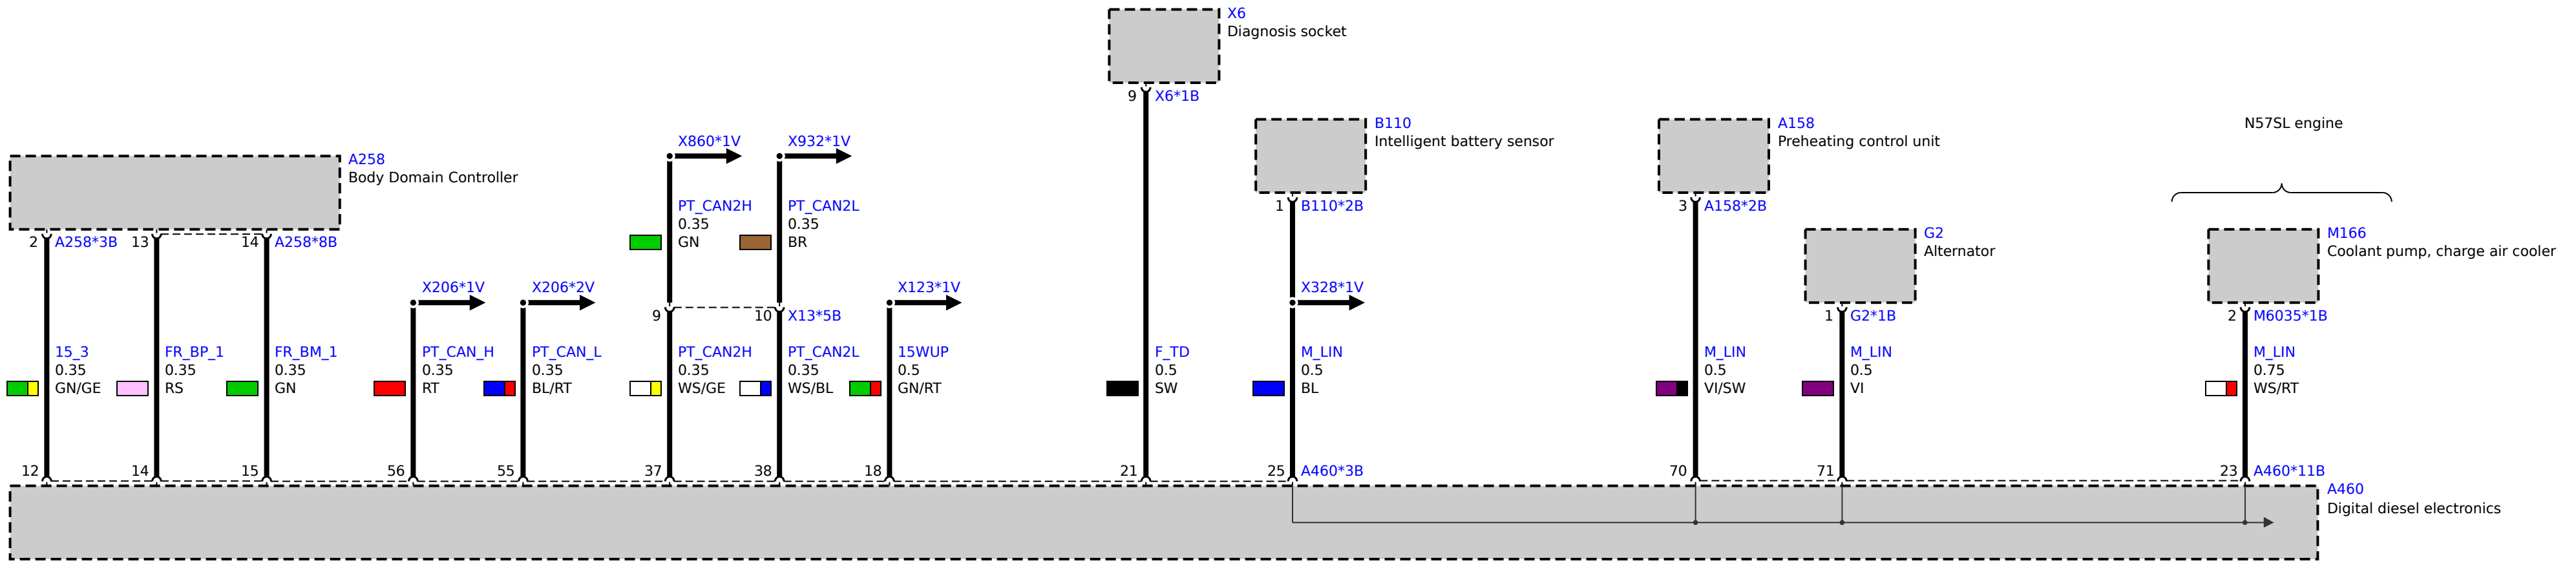 X6
Diagnosis socket
9 X6*1B
B110
Intelligent battery sensor
A158
Preheating control unit
N57SL engine
X860*1V
X932*1V
A258
Body Domain Controller
PT_CAN2H
0.35
GN
PT_CAN2L
0.35
BR
1 B110*2B
3 A158*2B
2 A258*3B 13 14 A258*8B
G2
Alternator
M166
Coolant pump, charge air cooler
X206*1V
X206*2V
X123*1V
X328*1V
9 10 X13*5B
1 G2*1B
2 M6035*1B
15_3
0.35
GN/GE
FR_BP_1
0.35
RS
FR_BM_1
0.35
GN
PT_CAN_H
0.35
RT
PT_CAN_L
0.35
BL/RT
PT_CAN2H
0.35
WS/GE
PT_CAN2L
0.35
WS/BL
15WUP
0.5
GN/RT
F_TD
0.5
SW
M_LIN
0.5
BL
M_LIN
0.5
VI/SW
M_LIN
0.5
VI
M_LIN
0.75
WS/RT
12 14 15 56 55 37 38 18 21 25 A460*3B 70 71 23 A460*11B
A460
Digital diesel electronics